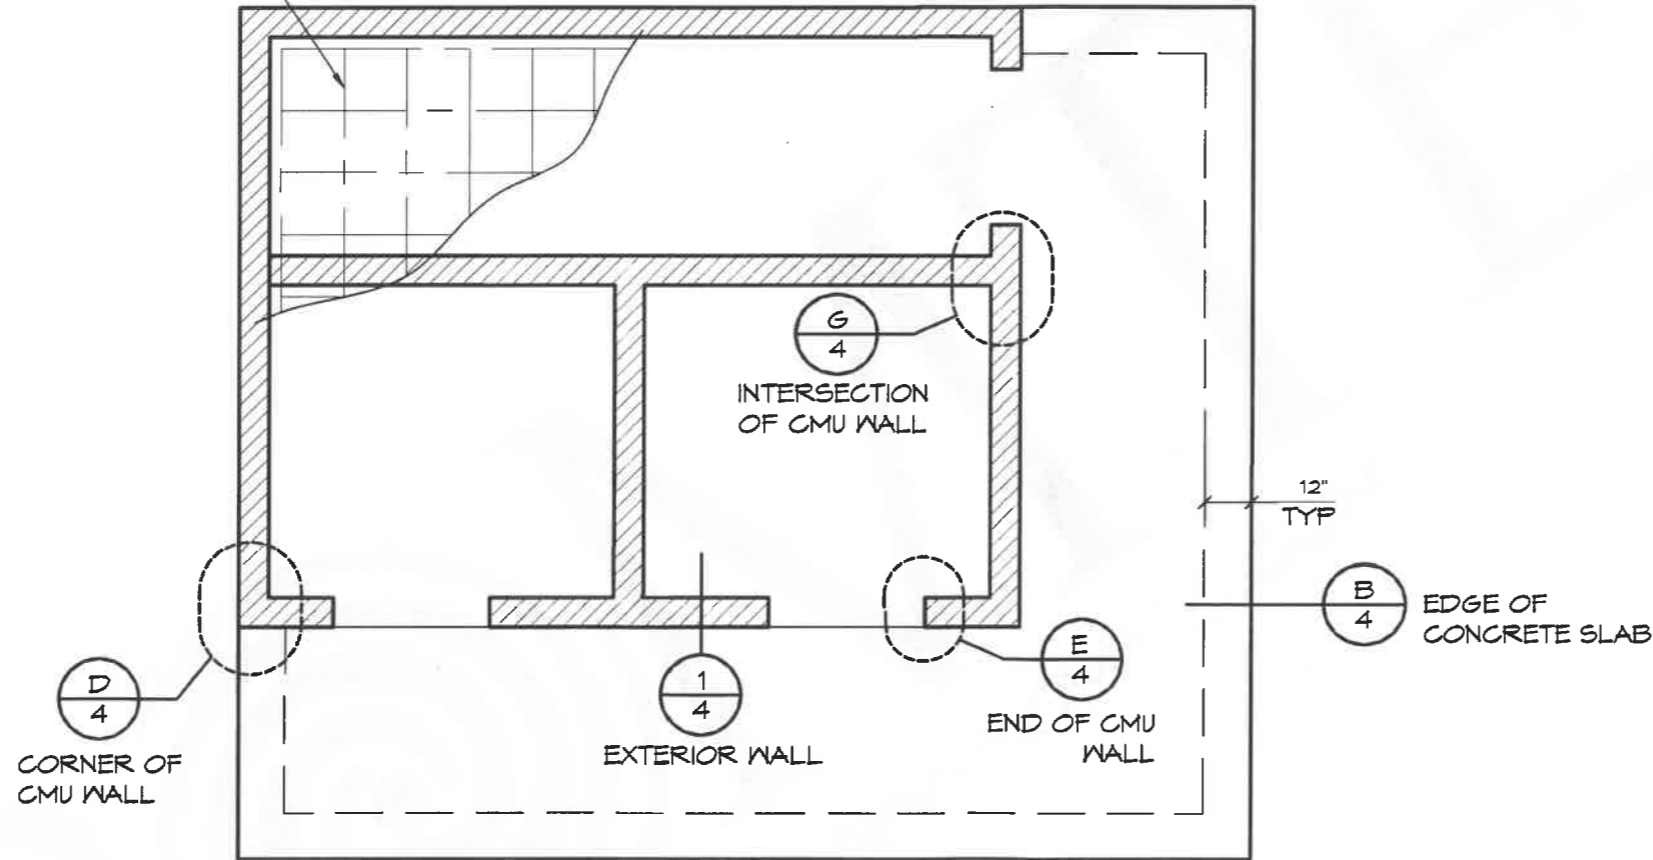 G
4
INTERSECTION
OF CMU WALL
12"
TYP
B
4
EDGE OF
CONCRETE SLAB
D
4
CORNER OF
CMU WALL
1
4
EXTERIOR WALL
E
4
END OF CMU
WALL